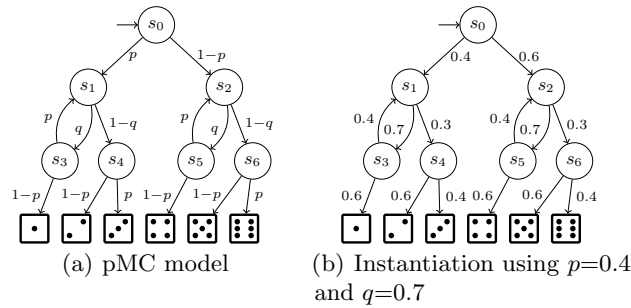 s0 s0
p 1−p 0.4 0.6
s1 s2 s1 s2
p q 1−q p q 1−q 0.4 0.7 0.3 0.4 0.7 0.3
s3 s4 s5 s6 s3 s4 s5 s6
1−p 1−p p 1−p 1−p p 0.6 0.6 0.4 0.6 0.6 0.4
(a) pMC model
(b) Instantiation using p=0.4
and q=0.7